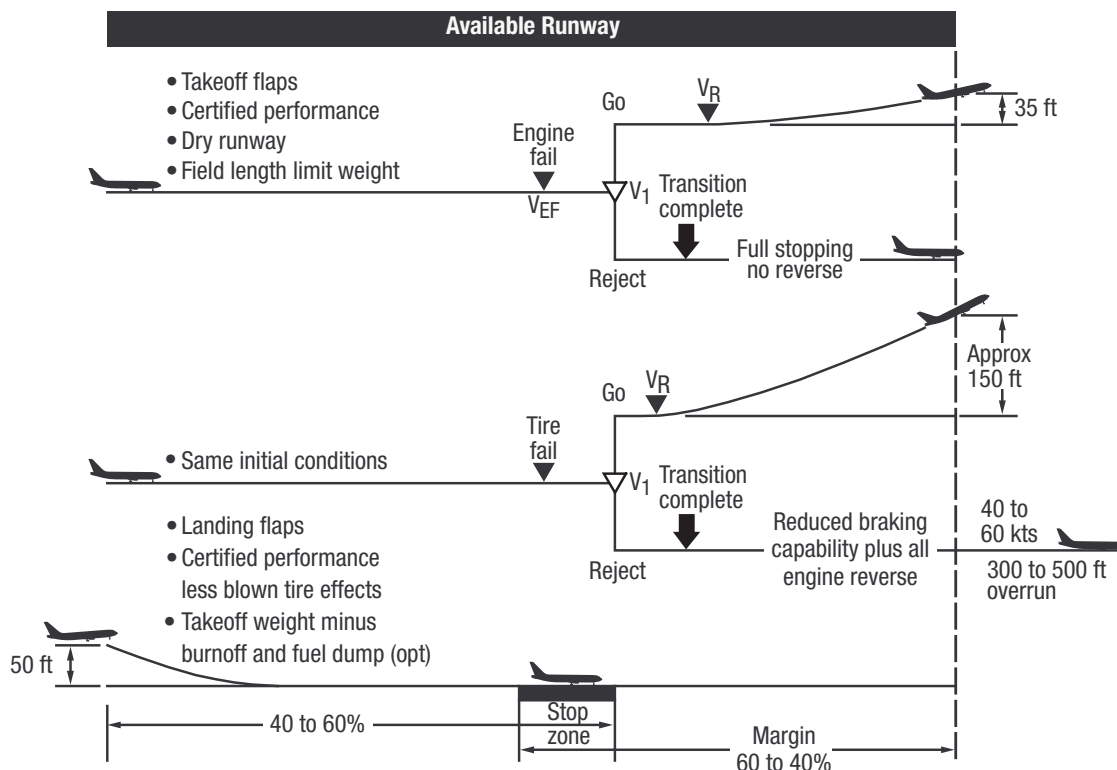 Available Runway
• Takeoff flaps
• Certified performance
• Dry runway
• Field length limit weight
Engine
fail
VEF
Go
VR
35 ft
V1
Transition
complete
Full stopping
no reverse
Reject
Approx
150 ft
Go
VR
Tire
fail
• Same initial conditions
V1
Transition
complete
Reduced braking
capability plus all
engine reverse
Reject
40 to
60 kts
300 to 500 ft
overrun
• Landing flaps
• Certified performance
less blown tire effects
• Takeoff weight minus
burnoff and fuel dump (opt)
50 ft
40 to 60%
Stop
zone
Margin
60 to 40%